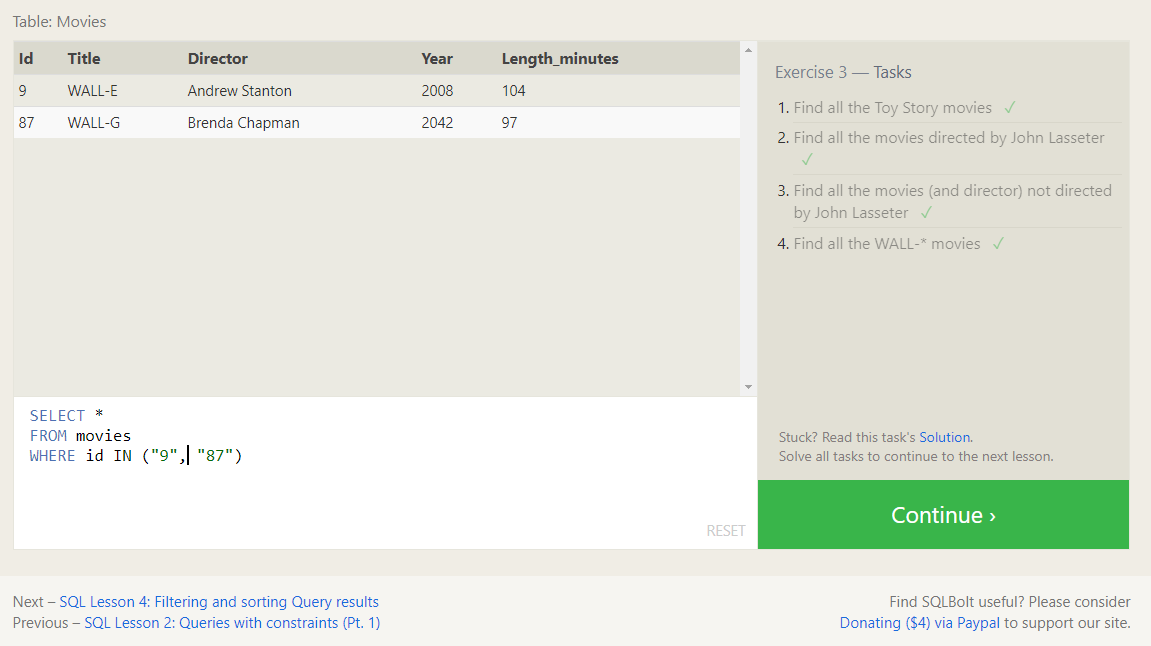 Table: Movies
Id Title Director Year Length_minutes
9 WALL-E Andrew Stanton 2008 104
87 WALL-G Brenda Chapman 2042 97
SELECT *
FROM movies
WHERE id IN ("9", "87")
RESET
Exercise 3 — Tasks
1. Find all the Toy Story movies ✓
2. Find all the movies directed by John Lasseter
✓
3. Find all the movies (and director) not directed
by John Lasseter ✓
4. Find all the WALL-* movies ✓
Stuck? Read this task's Solution.
Solve all tasks to continue to the next lesson.
Continue ›
Next – SQL Lesson 4: Filtering and sorting Query results
Previous – SQL Lesson 2: Queries with constraints (Pt. 1)
Find SQLBolt useful? Please consider
Donating ($4) via Paypal to support our site.